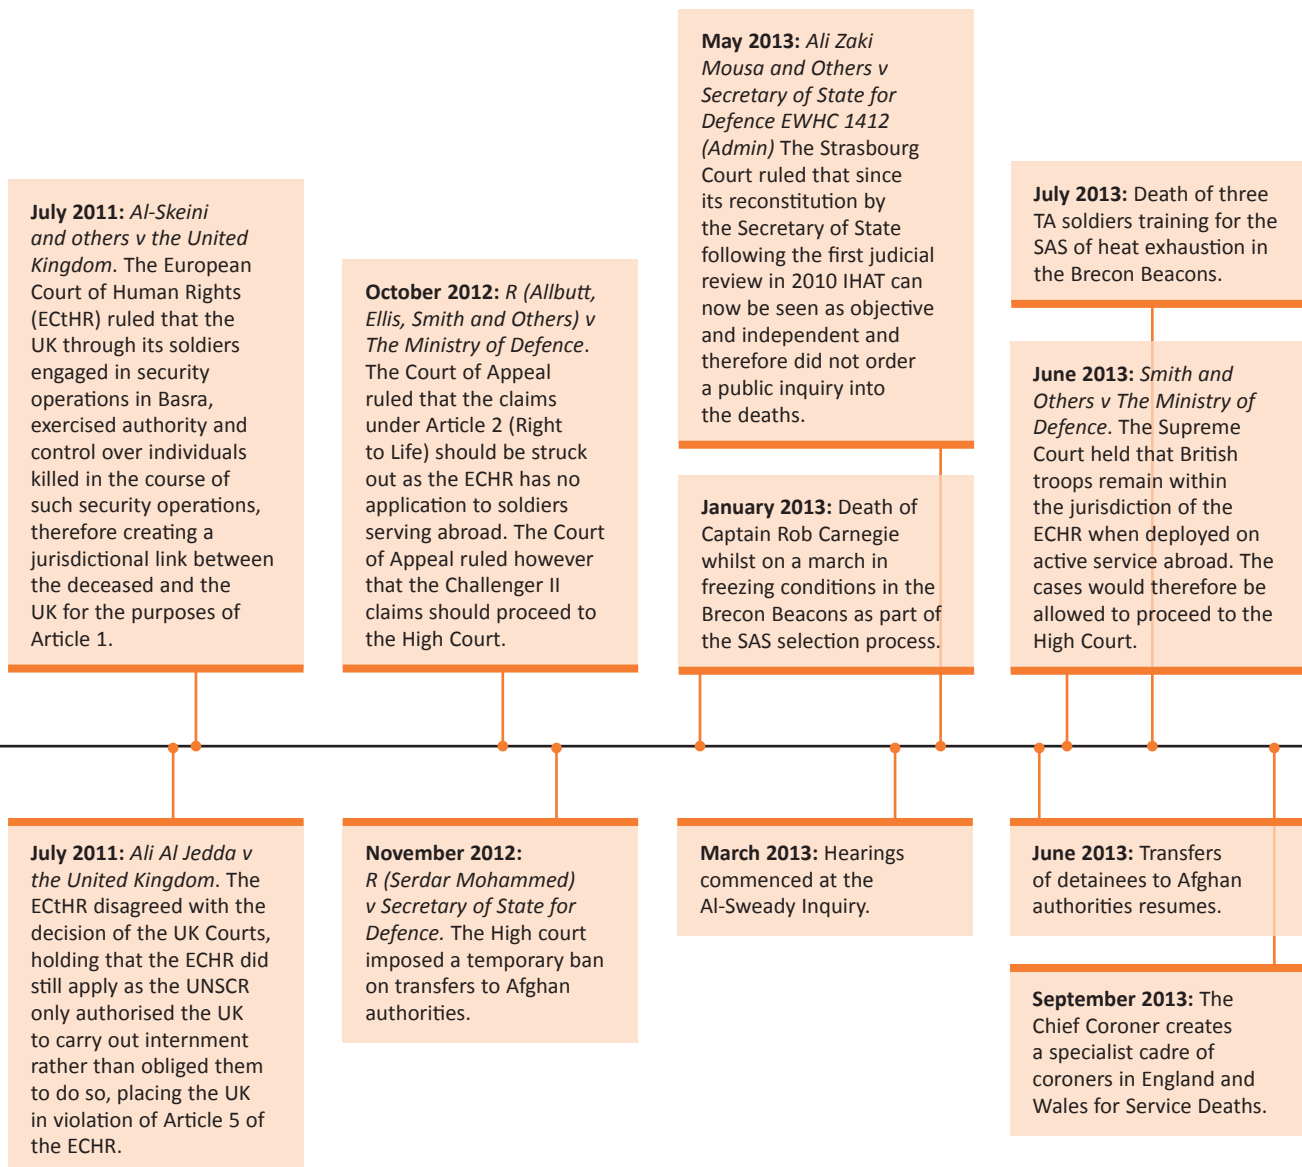 July 2011: Al-Skeini
and others v the United
Kingdom. The European
Court of Human Rights
(ECtHR) ruled that the
UK through its soldiers
engaged in security
operations in Basra,
exercised authority and
control over individuals
killed in the course of
such security operations,
therefore creating a
jurisdictional link between
the deceased and the
UK for the purposes of
Article 1.
October 2012: R (Allbutt,
Ellis, Smith and Others) v
The Ministry of Defence.
The Court of Appeal
ruled that the claims
under Article 2 (Right
to Life) should be struck
out as the ECHR has no
application to soldiers
serving abroad. The Court
of Appeal ruled however
that the Challenger II
claims should proceed to
the High Court.
May 2013: Ali Zaki
Mousa and Others v
Secretary of State for
Defence EWHC 1412
(Admin) The Strasbourg
Court ruled that since
its reconstitution by
the Secretary of State
following the first judicial
review in 2010 IHAT can
now be seen as objective
and independent and
therefore did not order
a public inquiry into
the deaths.
January 2013: Death of
Captain Rob Carnegie
whilst on a march in
freezing conditions in the
Brecon Beacons as part of
the SAS selection process.
July 2013: Death of three
TA soldiers training for the
SAS of heat exhaustion in
the Brecon Beacons.
June 2013: Smith and
Others v The Ministry of
Defence. The Supreme
Court held that British
troops remain within
the jurisdiction of the
ECHR when deployed on
active service abroad. The
cases would therefore be
allowed to proceed to the
High Court.
July 2011: Ali Al Jedda v
the United Kingdom. The
ECtHR disagreed with the
decision of the UK Courts,
holding that the ECHR did
still apply as the UNSCR
only authorised the UK
to carry out internment
rather than obliged them
to do so, placing the UK
in violation of Article 5 of
the ECHR.
November 2012:
R (Serdar Mohammed)
v Secretary of State for
Defence. The High court
imposed a temporary ban
on transfers to Afghan
authorities.
March 2013: Hearings
commenced at the
Al-Sweady Inquiry.
June 2013: Transfers
of detainees to Afghan
authorities resumes.
September 2013: The
Chief Coroner creates
a specialist cadre of
coroners in England and
Wales for Service Deaths.